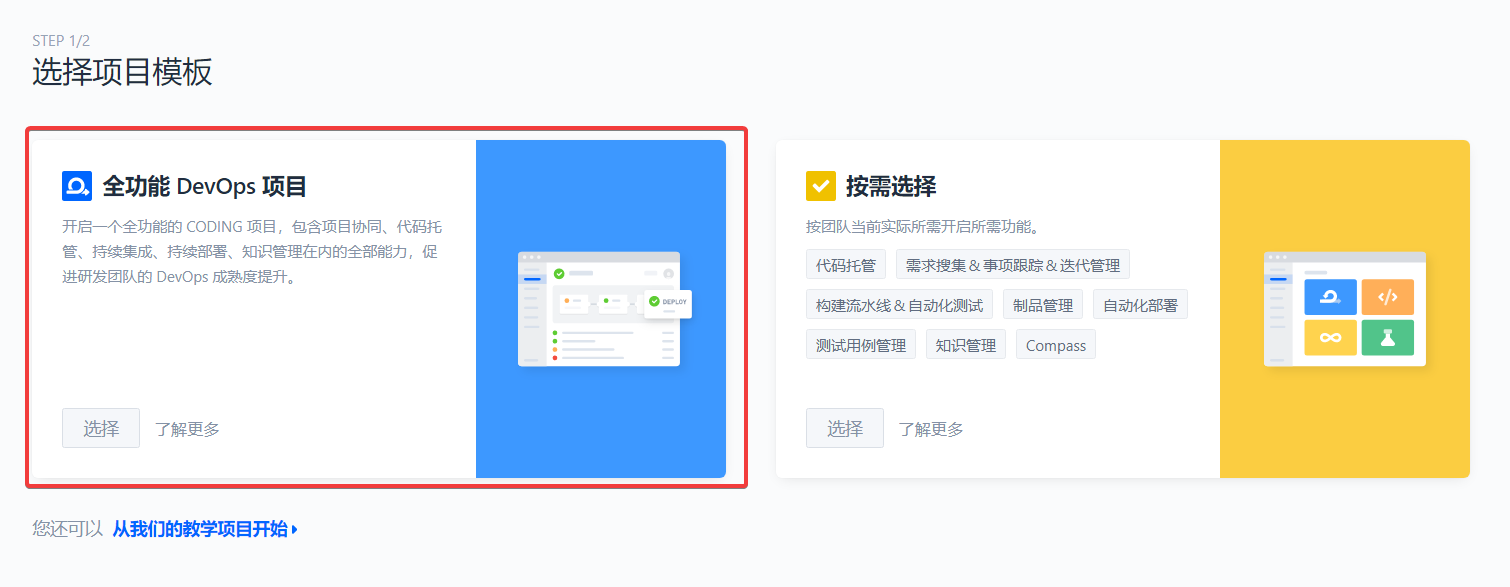 STEP 1/2
选择项目模板
全功能 DevOps 项目
开启一个全功能的 CODING 项目，包含项目协同、代码托
管、持续集成、持续部署、知识管理在内的全部能力，促
进研发团队的 DevOps 成熟度提升。
DEPLOY
选择 了解更多
按需选择
按团队当前实际所需开启所需功能。
代码托管 需求搜集＆事项跟踪＆迭代管理
构建流水线＆自动化测试 制品管理 自动化部署
测试用例管理 知识管理 Compass
选择 了解更多
您还可以 从我们的教学项目开始